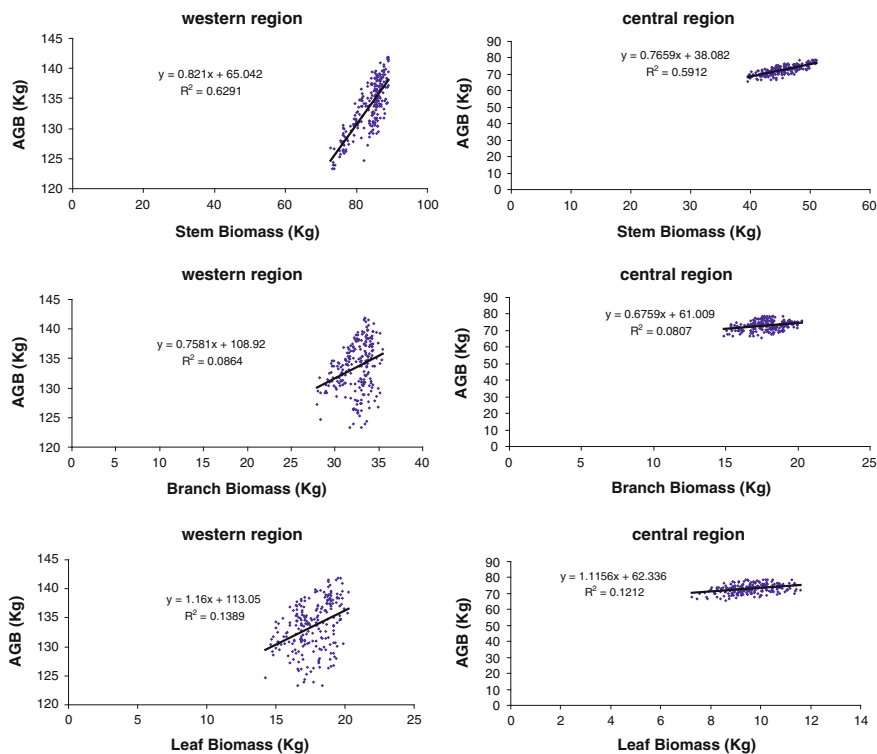 western region
145
140
135
130
125
120
AGB (Kg)
y = 0.821x + 65.042
R² = 0.6291
0 20 40 60 80 100
Stem Biomass (Kg)
central region
90
80
70
60
50
40
30
20
10
0
AGB (Kg)
y = 0.7659x + 38.082
R² = 0.5912
0 10 20 30 40 50 60
Stem Biomass (Kg)
western region
145
140
135
130
125
120
AGB (Kg)
y = 0.7581x + 108.92
R² = 0.0864
0 5 10 15 20 25 30 35 40
Branch Biomass (Kg)
central region
90
80
70
60
50
40
30
20
10
0
AGB (Kg)
y = 0.6759x + 61.009
R² = 0.0807
0 5 10 15 20 25
Branch Biomass (Kg)
western region
145
140
135
130
125
120
AGB (Kg)
y = 1.16x + 113.05
R² = 0.1389
0 5 10 15 20 25
Leaf Biomass (Kg)
central region
90
80
70
60
50
40
30
20
10
0
AGB (Kg)
y = 1.1156x + 62.336
R² = 0.1212
0 2 4 6 8 10 12 14
Leaf Biomass (Kg)